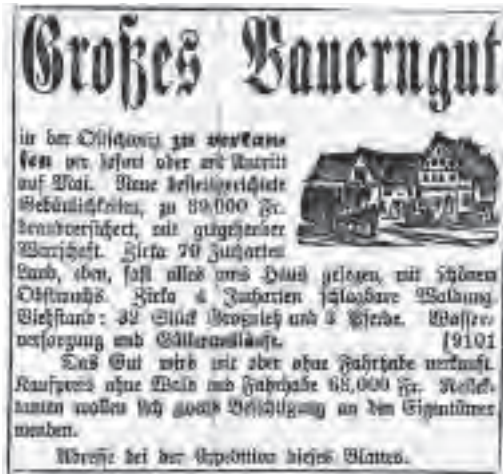 Großes Bauerngut
in der Ostschweiz zu verkau-
fen per sofort oder mit Antritt
auf Mai. Neue besteingerichtete
Gebäulichkeiten, zu 39,000 Fr.
brandversichert, mit gutgehender
Wirtschaft. Zirka 70 Jucharten
Land, eben, fast alles ums Haus gelegen, mit schönem
Obstwuchs. Zirka 4 Jucharten schlagbare Waldung
Viehstand: 32 Stück Großvieh und 3 Pferde. Wasser-
versorgung und [9101
Das Gut wird mit oder ohne Fahrhabe verkauft.
Kaufpreis ohne Wald und Fahrhabe 68,000 Fr. Reflek-
tanten wollen sich zwecks Besichtigung an den Eigentümer
wenden.
Adresse bei der Expedition dieses Blattes.